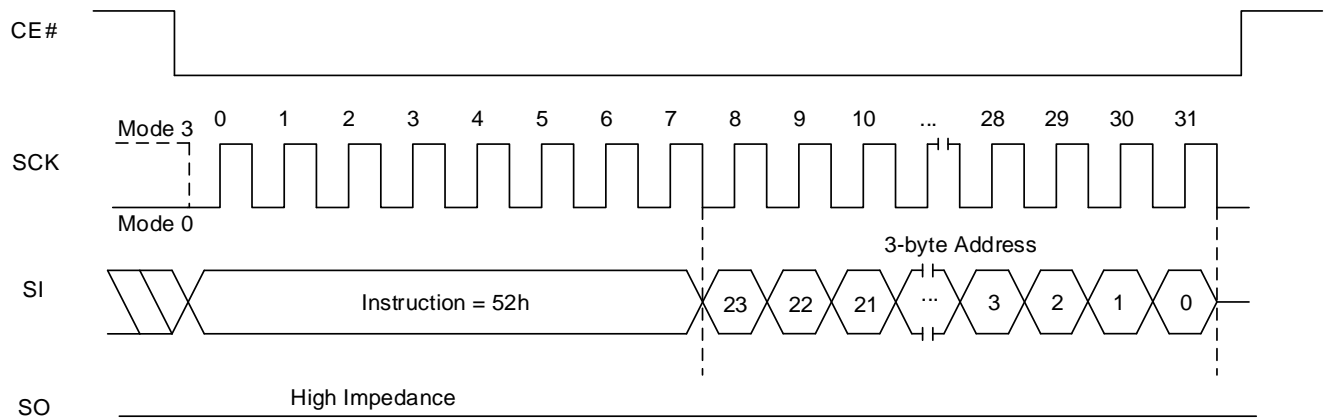 CE#
Mode 3
0 1 2 3 4 5 6 7 8 9 10 ... 28 29 30 31
SCK
Mode 0
3-byte Address
SI
Instruction = 52h
23 22 21 ... 3 2 1 0
SO
High Impedance